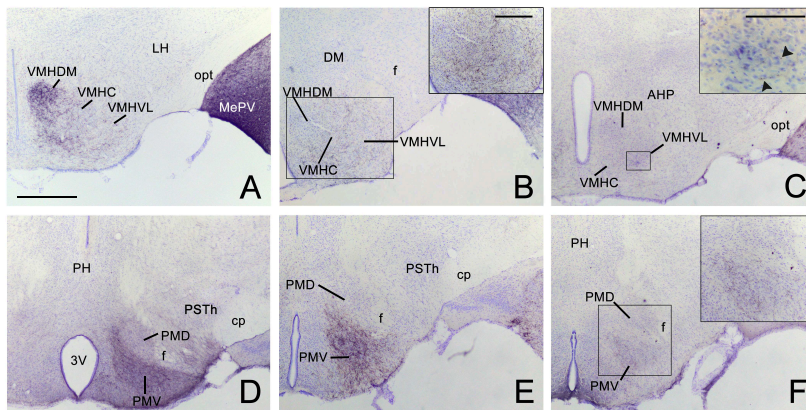 LH
opt
VMHDM
VMHC
VMHVL
MePV
A
DM
f
VMHDM
VMHVL
VMHC
B
AHP
VMHDM
VMHVL
opt
VMHC
C
PH
PSTh
PMD
cp
3V
f
PMV
D
PSTh
cp
PMD
f
PMV
E
PH
PMD
f
PMV
F